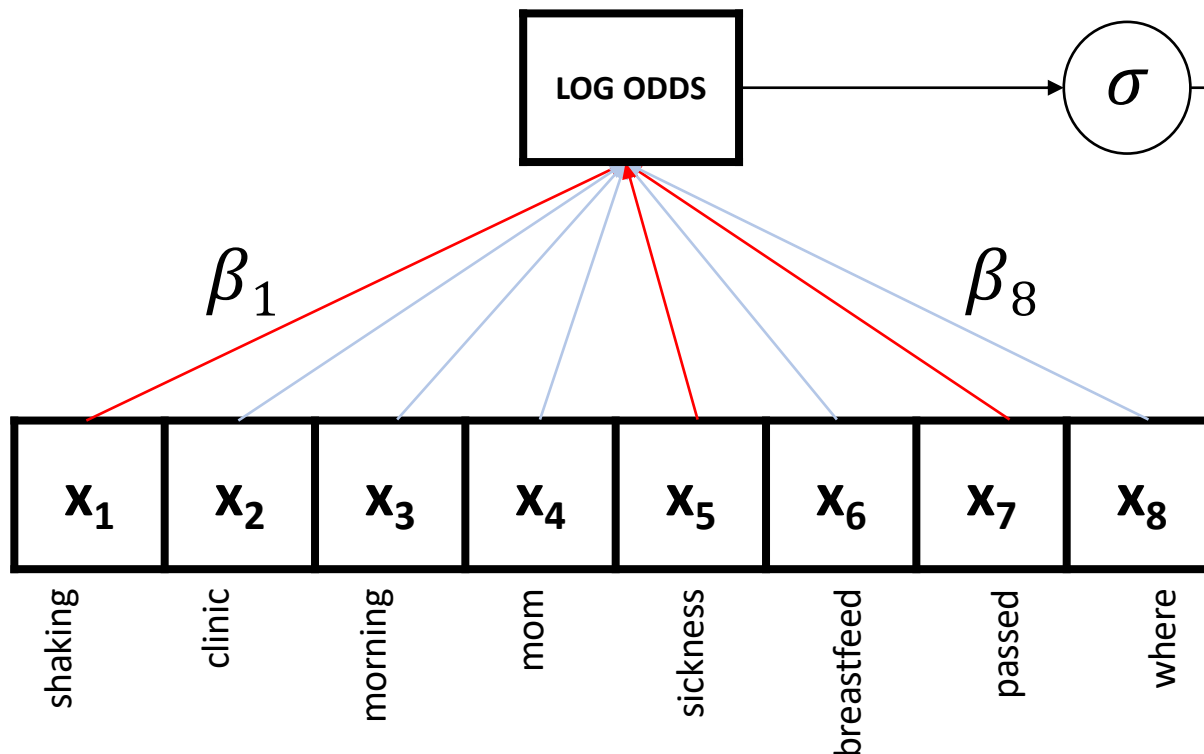 LOG ODDS
σ
β₁
β₈
x₁ x₂ x₃ x₄ x₅ x₆ x₇ x₈
shaking
clinic
morning
mom
sickness
breastfeed
passed
where